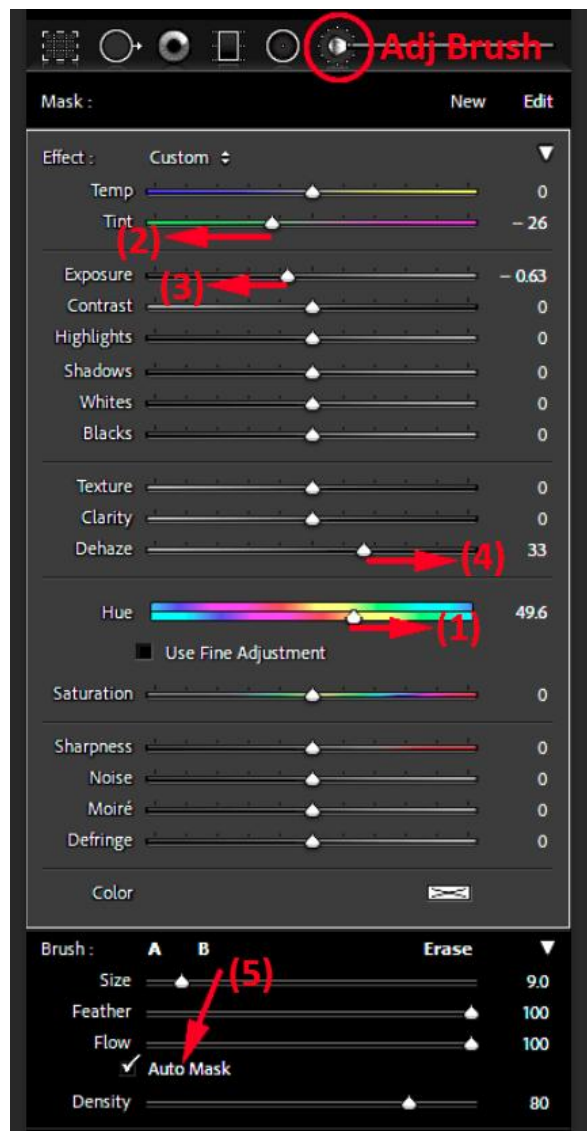 Adj Brush
Mask : New Edit
Effect : Custom
Temp 0
Tint - 26
(2)
Exposure - 0.63
(3)
Contrast 0
Highlights 0
Shadows 0
Whites 0
Blacks 0
Texture 0
Clarity 0
Dehaze 33
(4)
Hue 49.6
(1)
Use Fine Adjustment
Saturation 0
Sharpness 0
Noise 0
Moiré 0
Defringe 0
Color
Brush : A B Erase
(5)
Size 9.0
Feather 100
Flow 100
Auto Mask
Density 80